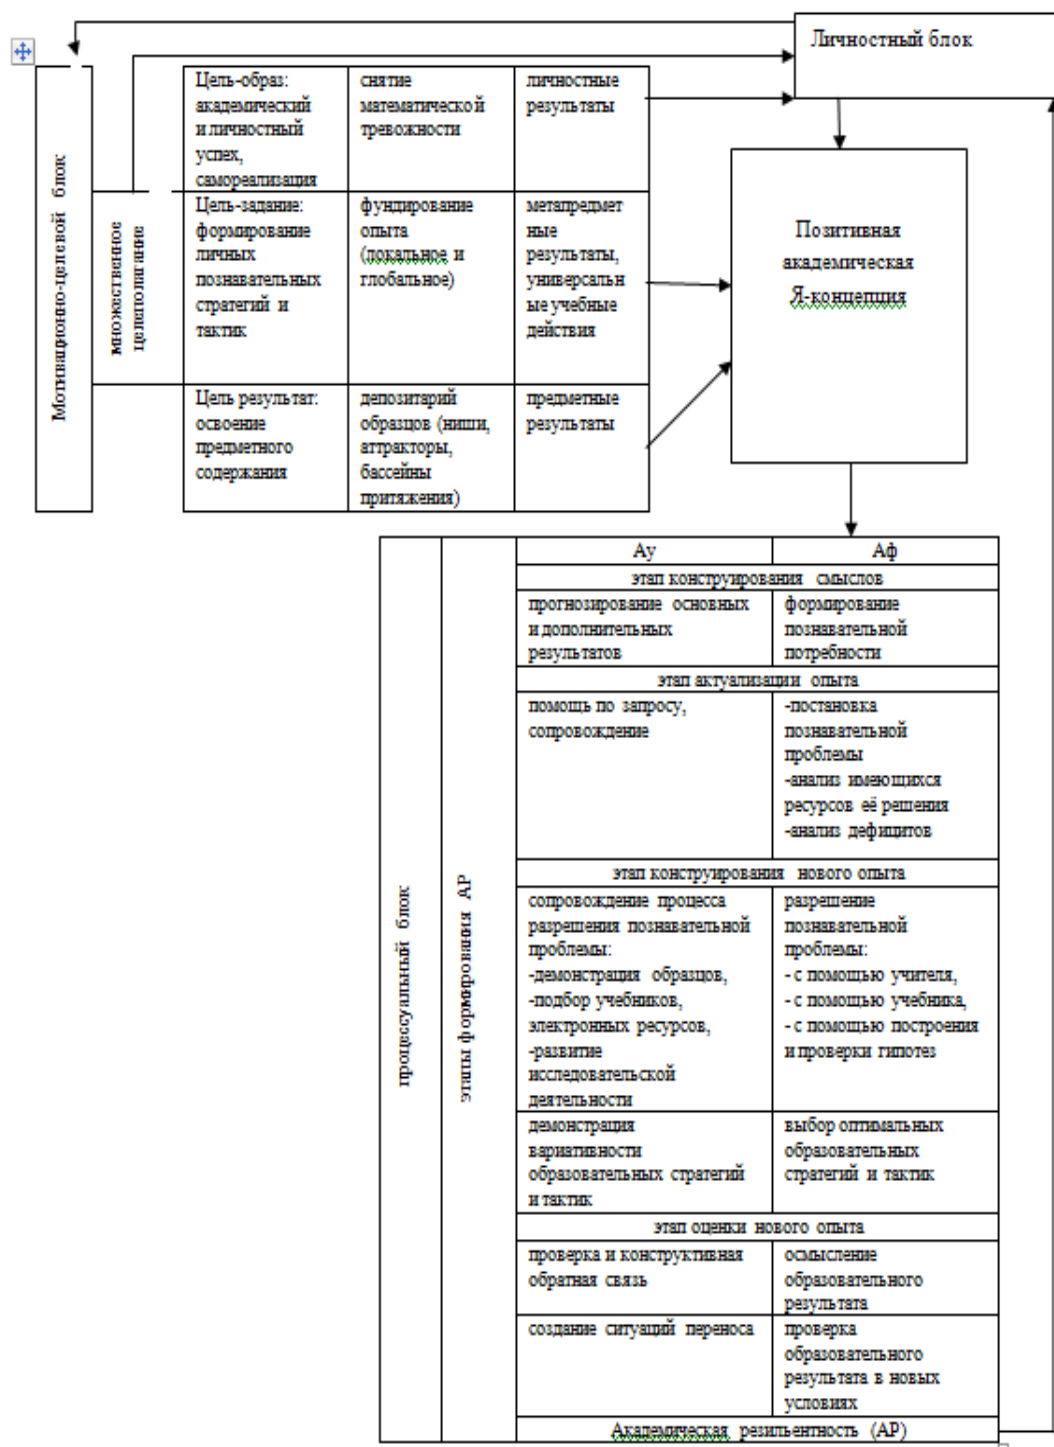 Личностный блок
Мотивационно-целевой блок
множественное
целеполагание
Цель-образ:
академический
и личностный
успех,
самореализация
снятие
математической
тревожности
личностные
результаты
Цель-задание:
формирование
личных
познавательных
стратегий и
тактик
фундирование
опыта
(локальное и
глобальное)
метапредмет
ные
результаты,
универсальн
ые учебные
действия
Цель результат:
освоение
предметного
содержания
депозитарий
образцов (ниши,
аттракторы,
бассейны
притяжения)
предметные
результаты
Позитивная
академическая
Я-концепция
процессуальный блок
этапы формирования АР
Ау
Аф
этап конструирования смыслов
прогнозирование основных
и дополнительных
результатов
формирование
познавательной
потребности
этап актуализации опыта
помощь по запросу,
сопровождение
-постановка
познавательной
проблемы
-анализ имеющихся
ресурсов её решения
-анализ дефицитов
этап конструирования нового опыта
сопровождение процесса
разрешения познавательной
проблемы:
-демонстрация образцов,
-подбор учебников,
электронных ресурсов,
-развитие
исследовательской
деятельности
разрешение
познавательной
проблемы:
- с помощью учителя,
- с помощью учебника,
- с помощью построения
и проверки гипотез
демонстрация
вариативности
образовательных стратегий
и тактик
выбор оптимальных
образовательных
стратегий и тактик
этап оценки нового опыта
проверка и конструктивная
обратная связь
осмысление
образовательного
результата
создание ситуаций переноса
проверка
образовательного
результата в новых
условиях
Академическая резильентность (АР)